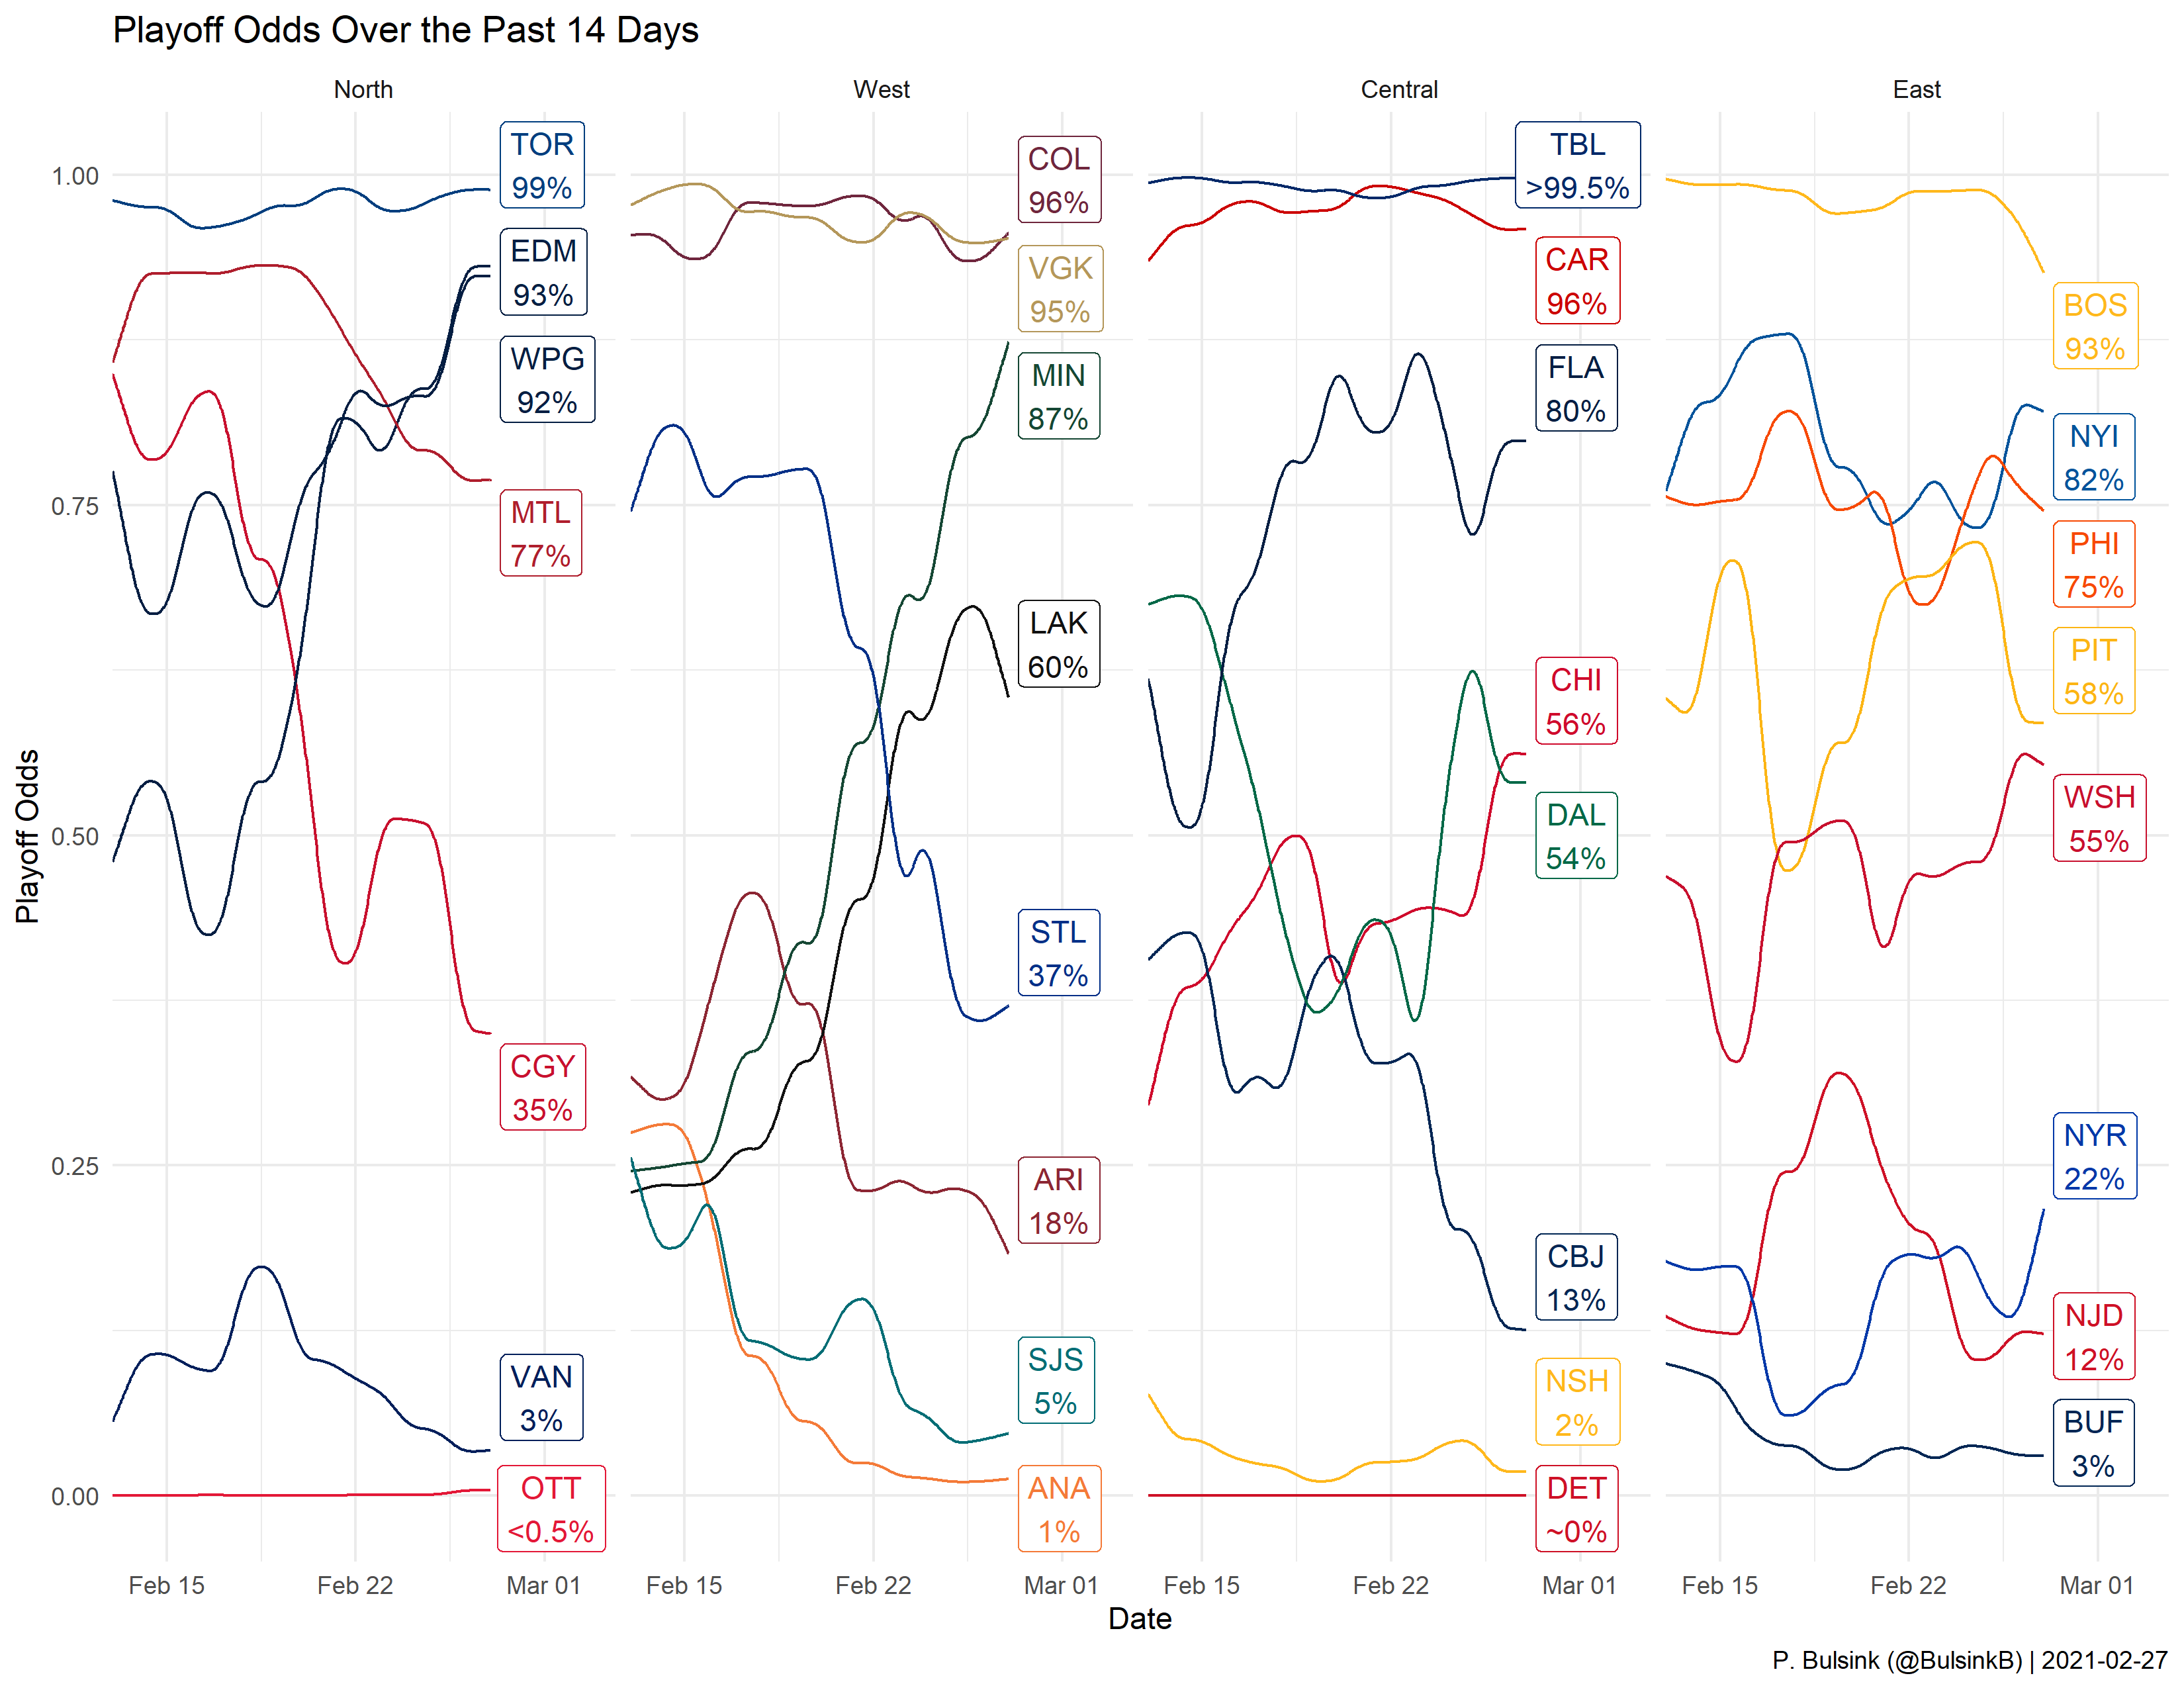 Playoff Odds Over the Past 14 Days
North
West
Central
East
Playoff Odds
1.00
0.75
0.50
0.25
0.00
TOR
99%
EDM
93%
WPG
92%
MTL
77%
CGY
35%
VAN
3%
OTT
<0.5%
COL
96%
VGK
95%
MIN
87%
LAK
60%
STL
37%
ARI
18%
SJS
5%
ANA
1%
TBL
>99.5%
CAR
96%
FLA
80%
CHI
56%
DAL
54%
CBJ
13%
NSH
2%
DET
~0%
BOS
93%
NYI
82%
PHI
75%
PIT
58%
WSH
55%
NYR
22%
NJD
12%
BUF
3%
Feb 15
Feb 22
Mar 01
Feb 15
Feb 22
Mar 01
Feb 15
Feb 22
Mar 01
Feb 15
Feb 22
Mar 01
Date
P. Bulsink (@BulsinkB) | 2021-02-27